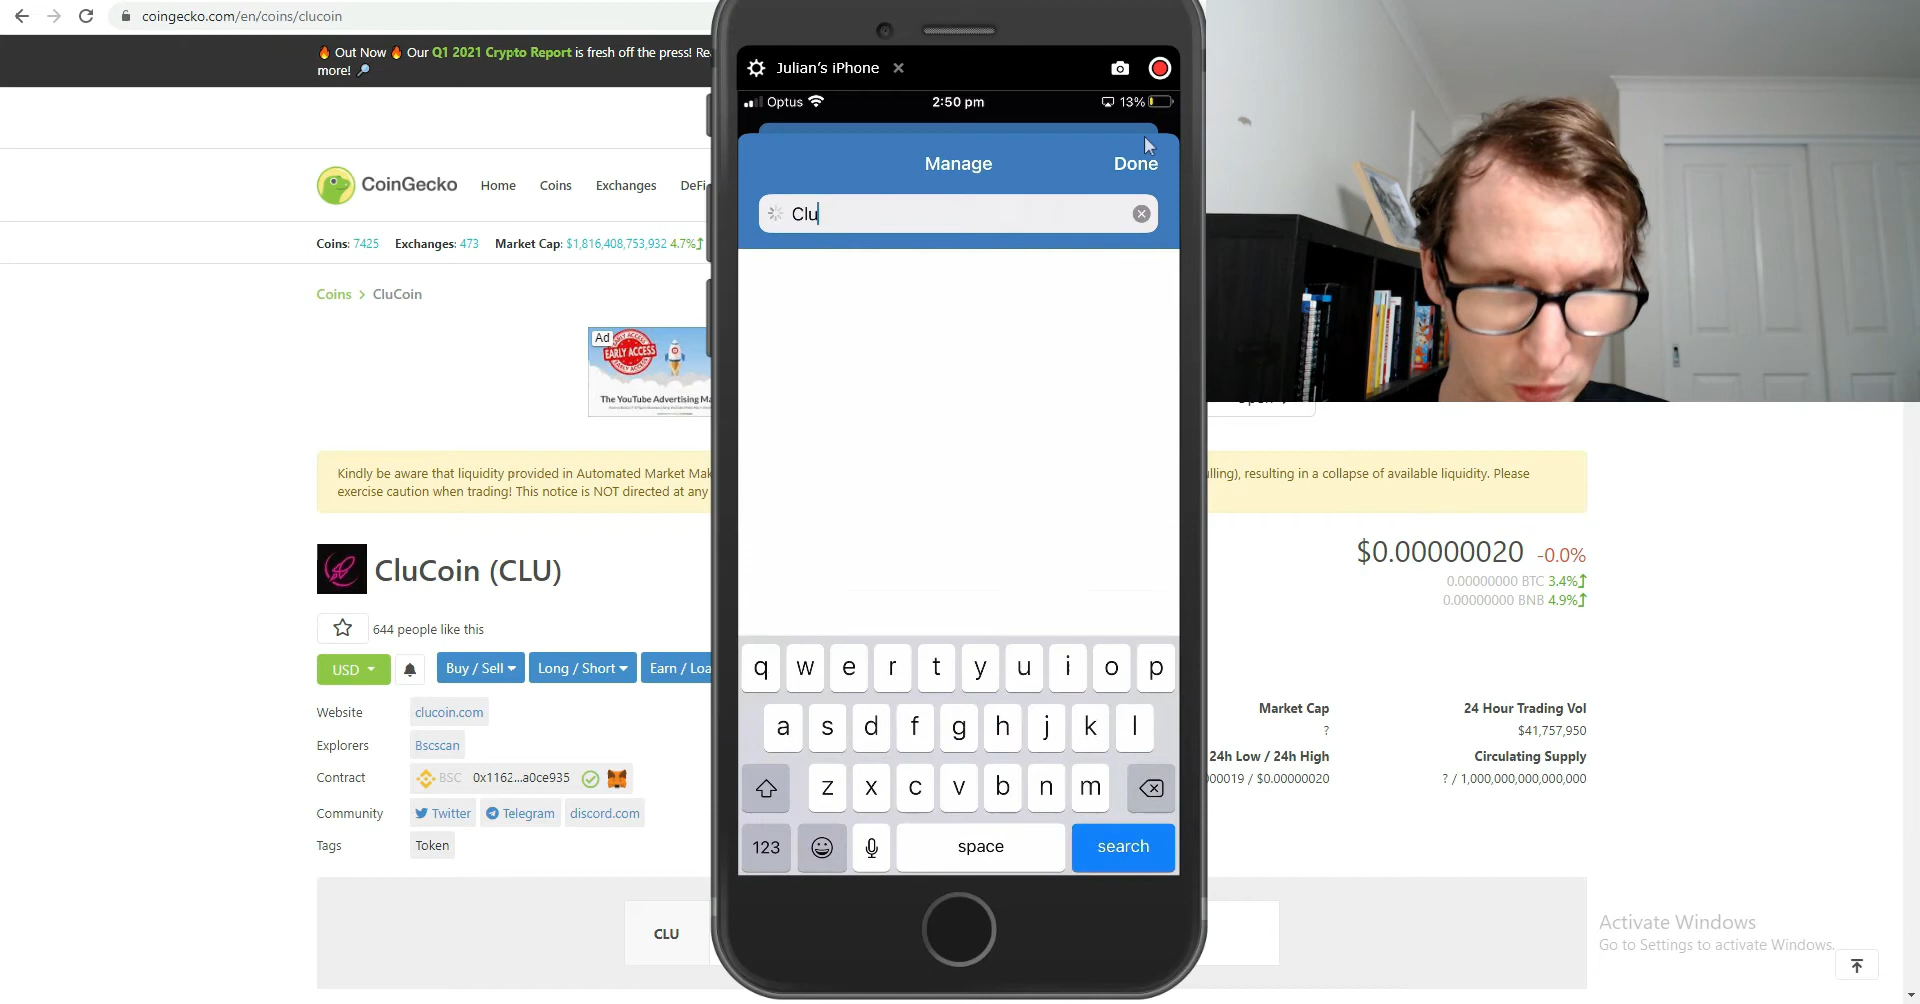 coingecko.com/en/coins/clucoin
🔥 Out Now 🔥 Our Q1 2021 Crypto Report is fresh off the press!
more! 🔎
CoinGecko Home Coins Exchanges DeFi
Coins: 7425 Exchanges: 473 Market Cap: $1,816,408,753,932 4.7%
Coins > CluCoin
Ad
EARLY ACCESS
The YouTube Advertising
Kindly be aware that liquidity provided in Automated Market
resulting in a collapse of available liquidity. Please
exercise caution when trading! This notice is NOT directed at any
CluCoin (CLU)
644 people like this
USD Buy / Sell Long / Short Earn /
Website clucoin.com
Explorers Bscscan
Contract BSC 0x1162...a0ce935
Community Twitter Telegram discord.com
Tags Token
CLU
Julian's iPhone ×
Optus 2:50 pm 13%
Manage Done
Clu
q w e r t y u i o p
a s d f g h j k l
z x c v b n m
123 space search
$0.00000020 -0.0%
0.00000000 BTC 3.4%
0.00000000 BNB 4.9%
Market Cap 24 Hour Trading Vol
? $41,757,950
24h Low / 24h High Circulating Supply
/ $0.00000020 ? / 1,000,000,000,000,000
Activate Windows
Go to Settings to activate Windows.